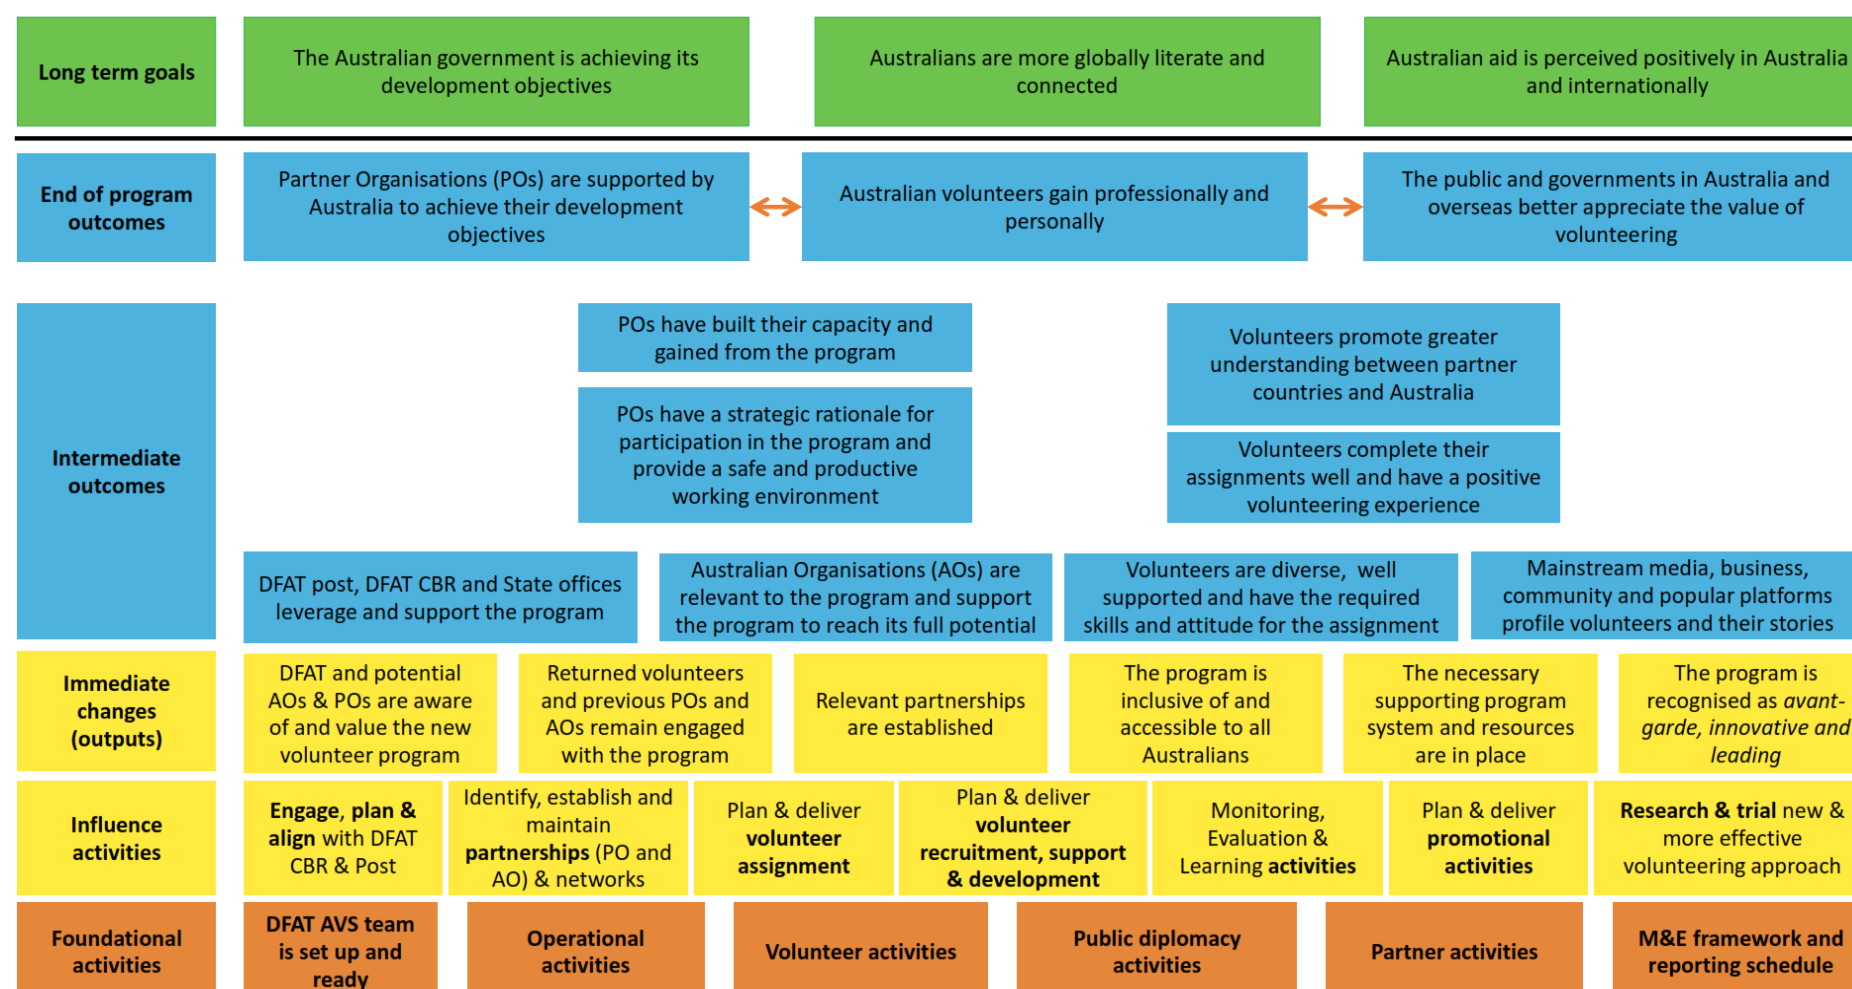 Long term goals
The Australian government is achieving its
development objectives
Australians are more globally literate and
connected
Australian aid is perceived positively in Australia
and internationally
End of program
outcomes
Partner Organisations (POs) are supported by
Australia to achieve their development
objectives
Australian volunteers gain professionally and
personally
The public and governments in Australia and
overseas better appreciate the value of
volunteering
Intermediate
outcomes
POs have built their capacity and
gained from the program
Volunteers promote greater
understanding between partner
countries and Australia
POs have a strategic rationale for
participation in the program and
provide a safe and productive
working environment
Volunteers complete their
assignments well and have a positive
volunteering experience
DFAT post, DFAT CBR and State offices
leverage and support the program
Australian Organisations (AOs) are
relevant to the program and support
the program to reach its full potential
Volunteers are diverse, well
supported and have the required
skills and attitude for the assignment
Mainstream media, business,
community and popular platforms
profile volunteers and their stories
Immediate
changes
(outputs)
DFAT and potential
AOs & POs are aware
of and value the new
volunteer program
Returned volunteers
and previous POs and
AOs remain engaged
with the program
Relevant partnerships
are established
The program is
inclusive of and
accessible to all
Australians
The necessary
supporting program
system and resources
are in place
The program is
recognised as avant-
garde, innovative and
leading
Influence
activities
Engage, plan &
align with DFAT
CBR & Post
Identify, establish and
maintain
partnerships (PO and
AO) & networks
Plan & deliver
volunteer
assignment
Plan & deliver
volunteer
recruitment, support
& development
Monitoring,
Evaluation &
Learning activities
Plan & deliver
promotional
activities
Research & trial new &
more effective
volunteering approach
Foundational
activities
DFAT AVS team
is set up and
ready
Operational
activities
Volunteer activities
Public diplomacy
activities
Partner activities
M&E framework and
reporting schedule